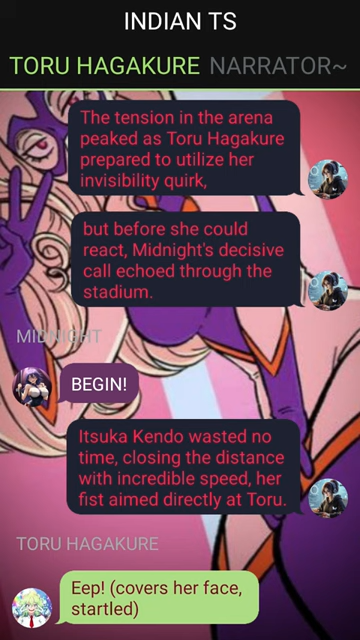 INDIAN TS
TORU HAGAKURE NARRATOR~
The tension in the arena
peaked as Toru Hagakure
prepared to utilize her
invisibility quirk,
but before she could
react, Midnight's decisive
call echoed through the
stadium.
MIDNIGHT
BEGIN!
Itsuka Kendo wasted no
time, closing the distance
with incredible speed, her
fist aimed directly at Toru.
TORU HAGAKURE
Eep! (covers her face,
startled)